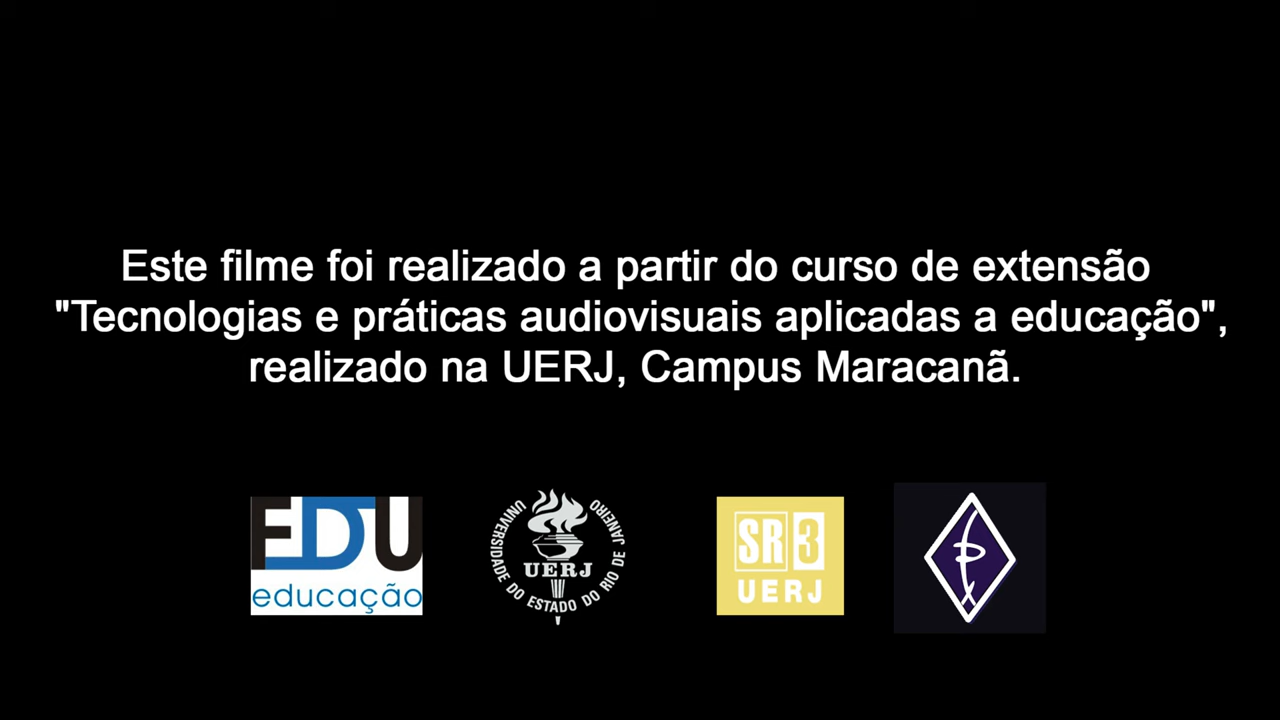 Este filme foi realizado a partir do curso de extensão
"Tecnologias e práticas audiovisuais aplicadas a educação",
realizado na UERJ, Campus Maracanã.
EDU
educação
UNIVERSIDADE DO ESTADO DO RIO DE JANEIRO
UERJ
SR3
UERJ